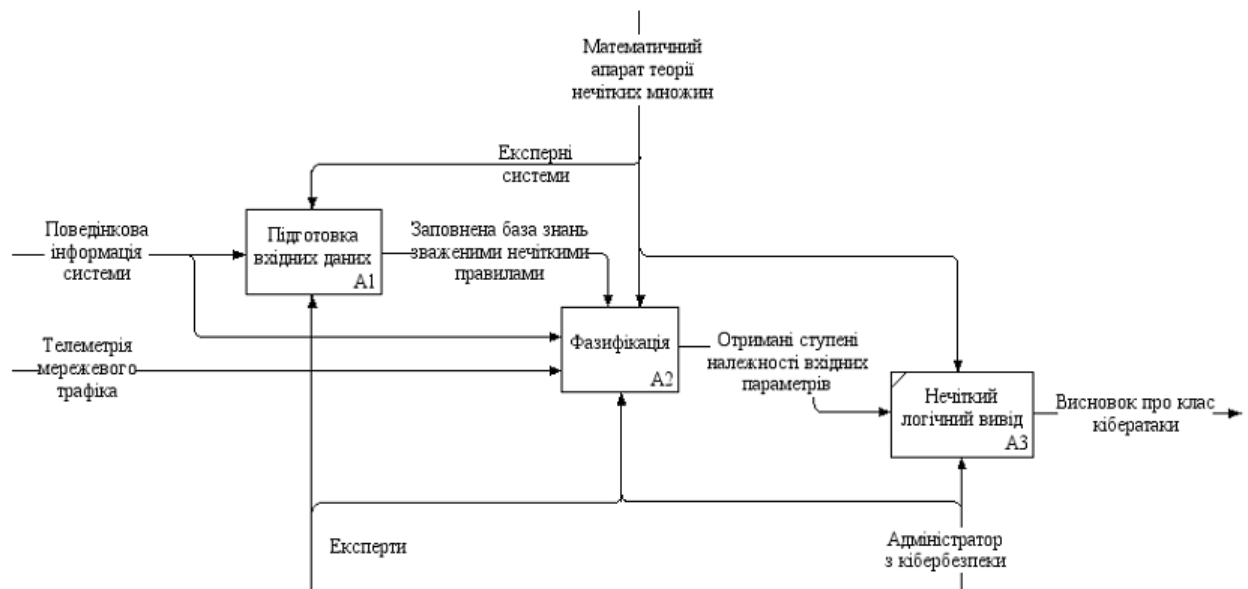 Математичний
апарат теорії
нечітких множин
Експерні
системи
Поведінкова
інформація
системи
Підготовка
вхідних даних
A1
Заповнена база знань
зваженими нечіткими
правилами
Телеметрія
мережевого
трафіка
Фазифікація
A2
Отримані ступені
належності вхідних
параметрів
Нечіткий
логічний вивід
A3
Висновок про клас
кібератаки
Експерти
Адміністратор
з кібербезпеки